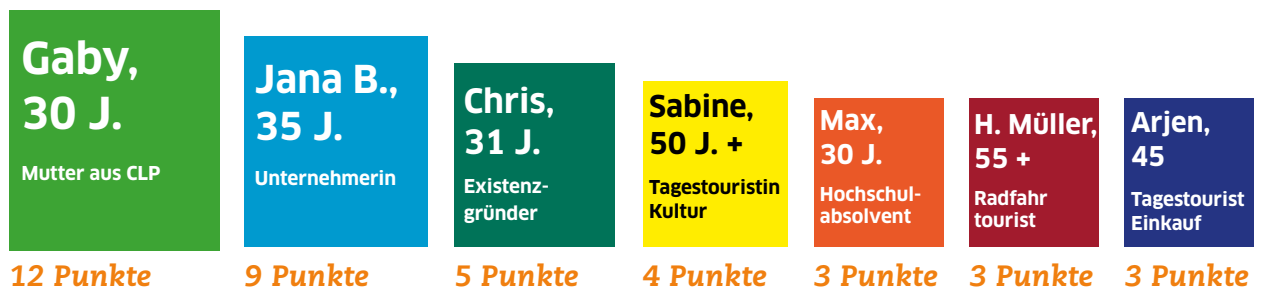 Gaby,
30 J.
Mutter aus CLP
12 Punkte
Jana B.,
35 J.
Unternehmerin
9 Punkte
Chris,
31 J.
Existenz-
gründer
5 Punkte
Sabine,
50 J. +
Tagestouristin
Kultur
4 Punkte
Max,
30 J.
Hochschul-
absolvent
3 Punkte
H. Müller,
55 +
Radfahr
tourist
3 Punkte
Arjen,
45
Tagestourist
Einkauf
3 Punkte